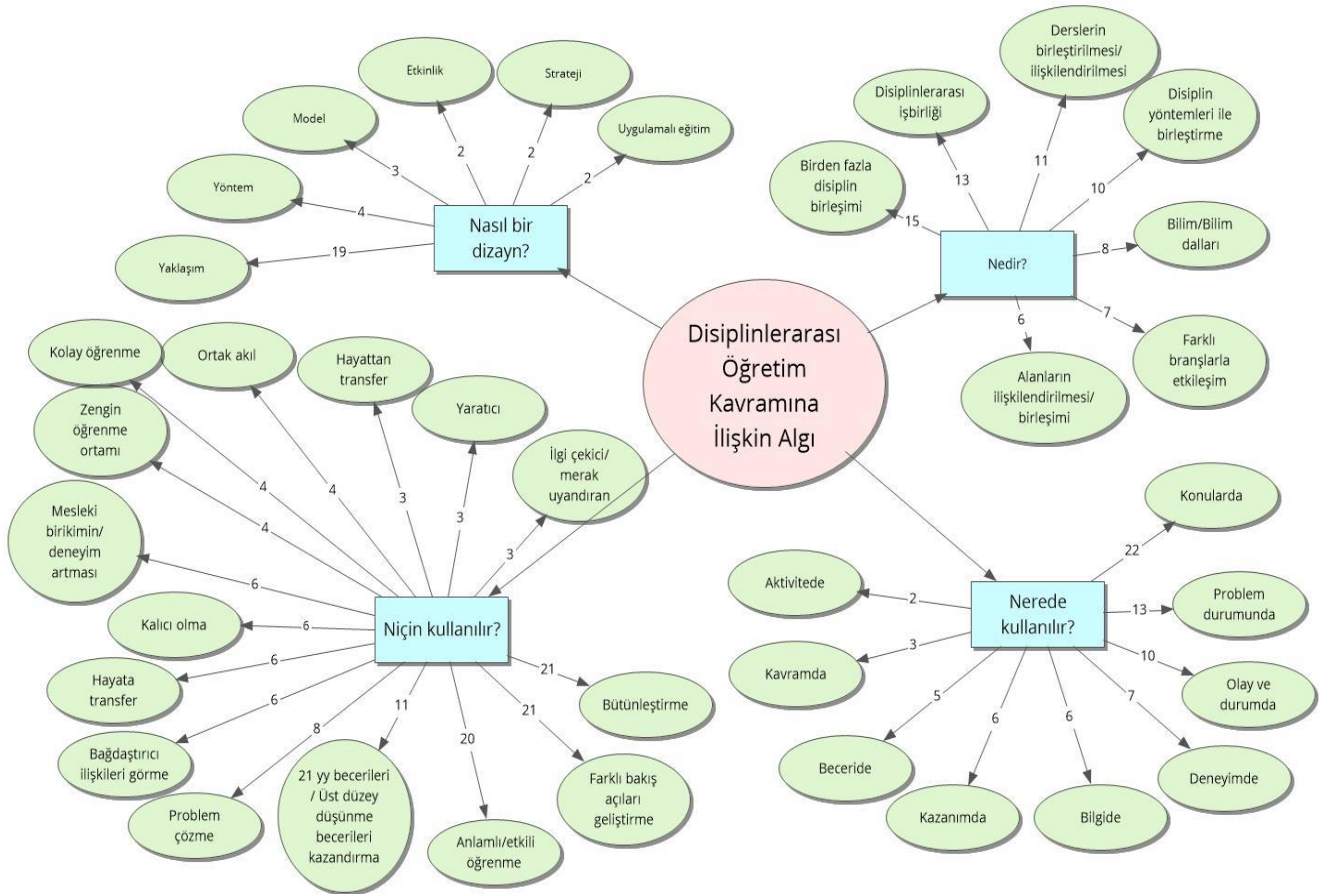 Disiplinlerarası
Öğretim
Kavramına
İlişkin Algı
Nasıl bir
dizayn?
Yaklaşım
19
Yöntem
4
Model
3
Etkinlik
2
Strateji
2
Uygulamalı eğitim
2
Nedir?
Birden fazla
disiplin
birleşimi
15
Disiplinlerarası
işbirliği
13
Derslerin
birleştirilmesi/
ilişkilendirilmesi
11
Disiplin
yöntemleri ile
birleştirme
10
Bilim/Bilim
dalları
8
Farklı
branşlarla
etkileşim
7
Alanların
ilişkilendirilmesi/
birleşimi
6
Niçin kullanılır?
Kolay öğrenme
4
Ortak akıl
4
Hayattan
transfer
3
Yaratıcı
3
İlgi çekici/
merak
uyandıran
3
Zengin
öğrenme
ortamı
4
Mesleki
birikimin/
deneyim
artması
6
Kalıcı olma
6
Hayata
transfer
6
Bağdaştırıcı
ilişkileri görme
6
Problem
çözme
8
21 yy becerileri
/ Üst düzey
düşünme
becerileri
kazandırma
11
Anlamlı/etkili
öğrenme
20
Farklı bakış
açıları
geliştirme
21
Bütünleştirme
21
Nerede
kullanılır?
Konularda
22
Problem
durumunda
13
Olay ve
durumda
10
Deneyimde
7
Bilgide
6
Kazanımda
6
Beceride
5
Kavramda
3
Aktivitede
2